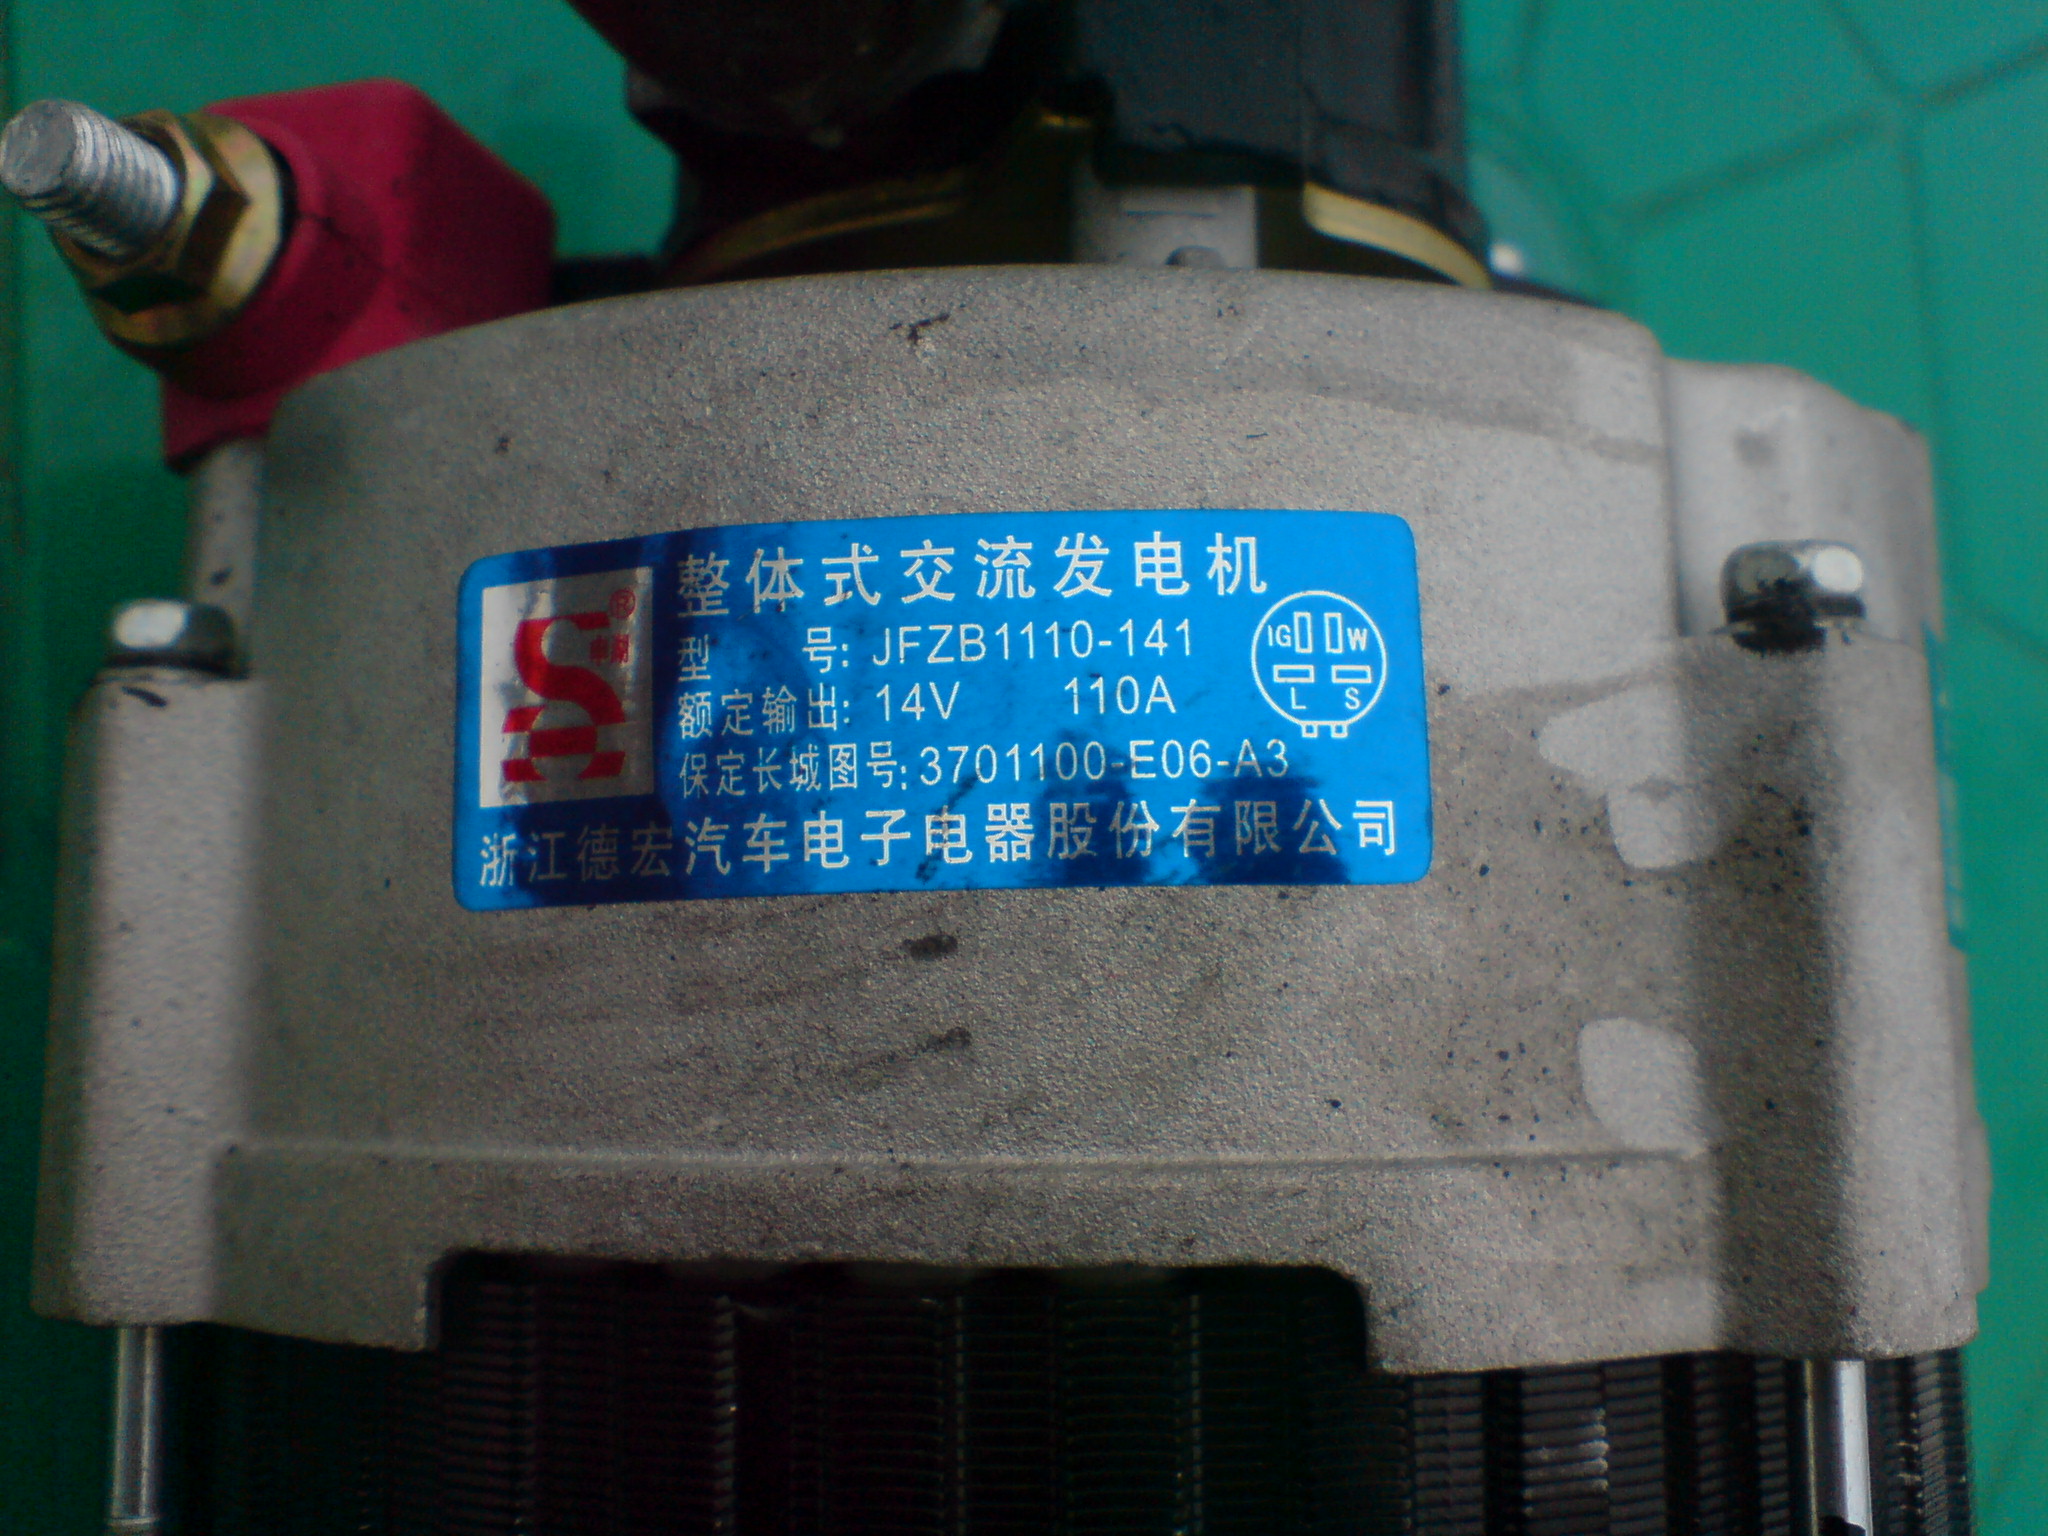 整体式交流发电机
型 号: JFZB1110-141
额定输出: 14V 110A
保定长城图号: 3701100-E06-A3
浙江德宏汽车电子电器股份有限公司
®
IG W
L S